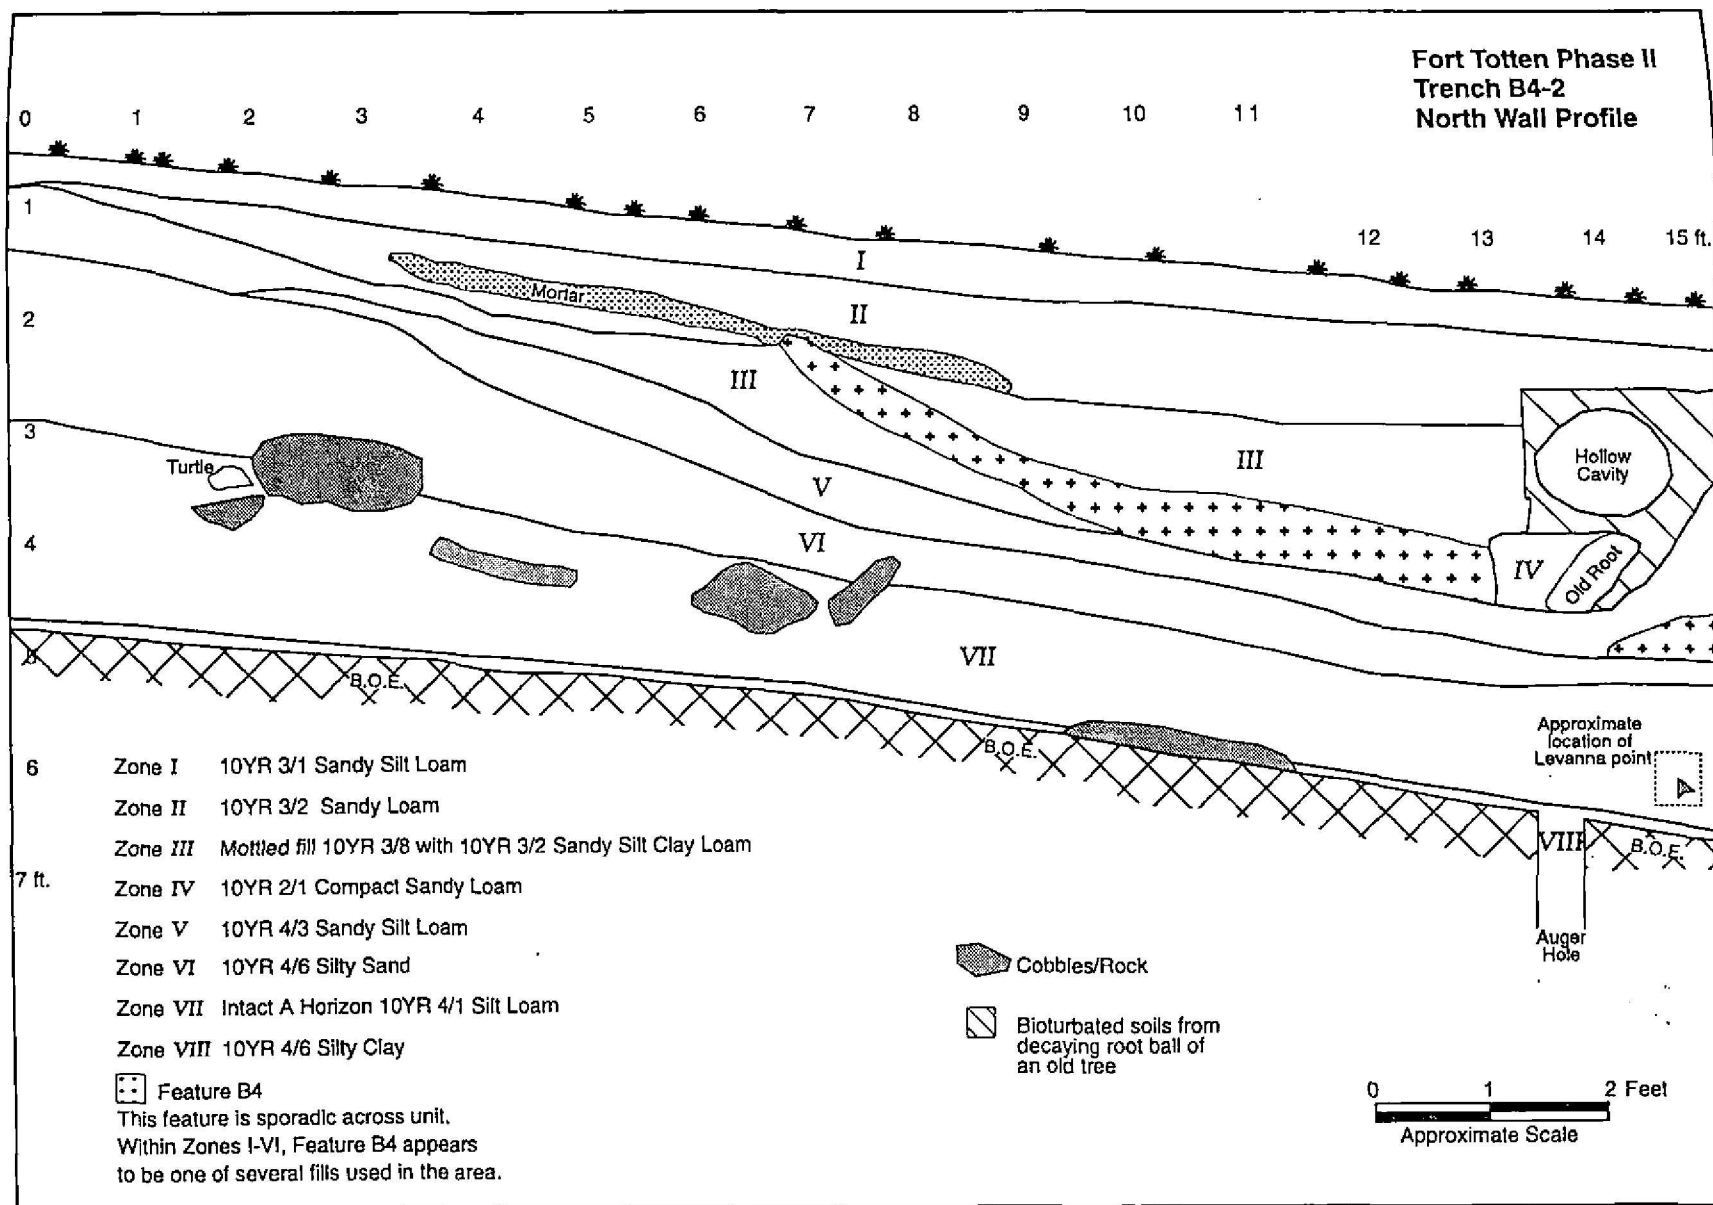 Fort Totten Phase II
Trench B4-2
North Wall Profile
0 1 2 3 4 5 6 7 8 9 10 11
12 13 14 15 ft.
1
2
3
4
5
6
7 ft.
I
II
Mortar
III
III
V
VI
VII
IV
Turtle
Hollow
Cavity
Old Root
B.O.E.
B.O.E.
B.O.E.
Approximate
location of
Levanna point
VIII
Auger
Hole
Zone I 10YR 3/1 Sandy Silt Loam
Zone II 10YR 3/2 Sandy Loam
Zone III Mottled fill 10YR 3/8 with 10YR 3/2 Sandy Silt Clay Loam
Zone IV 10YR 2/1 Compact Sandy Loam
Zone V 10YR 4/3 Sandy Silt Loam
Zone VI 10YR 4/6 Silty Sand
Zone VII Intact A Horizon 10YR 4/1 Silt Loam
Zone VIII 10YR 4/6 Silty Clay
Feature B4
This feature is sporadic across unit.
Within Zones I-VI, Feature B4 appears
to be one of several fills used in the area.
Cobbles/Rock
Bioturbated soils from
decaying root ball of
an old tree
0 1 2 Feet
Approximate Scale